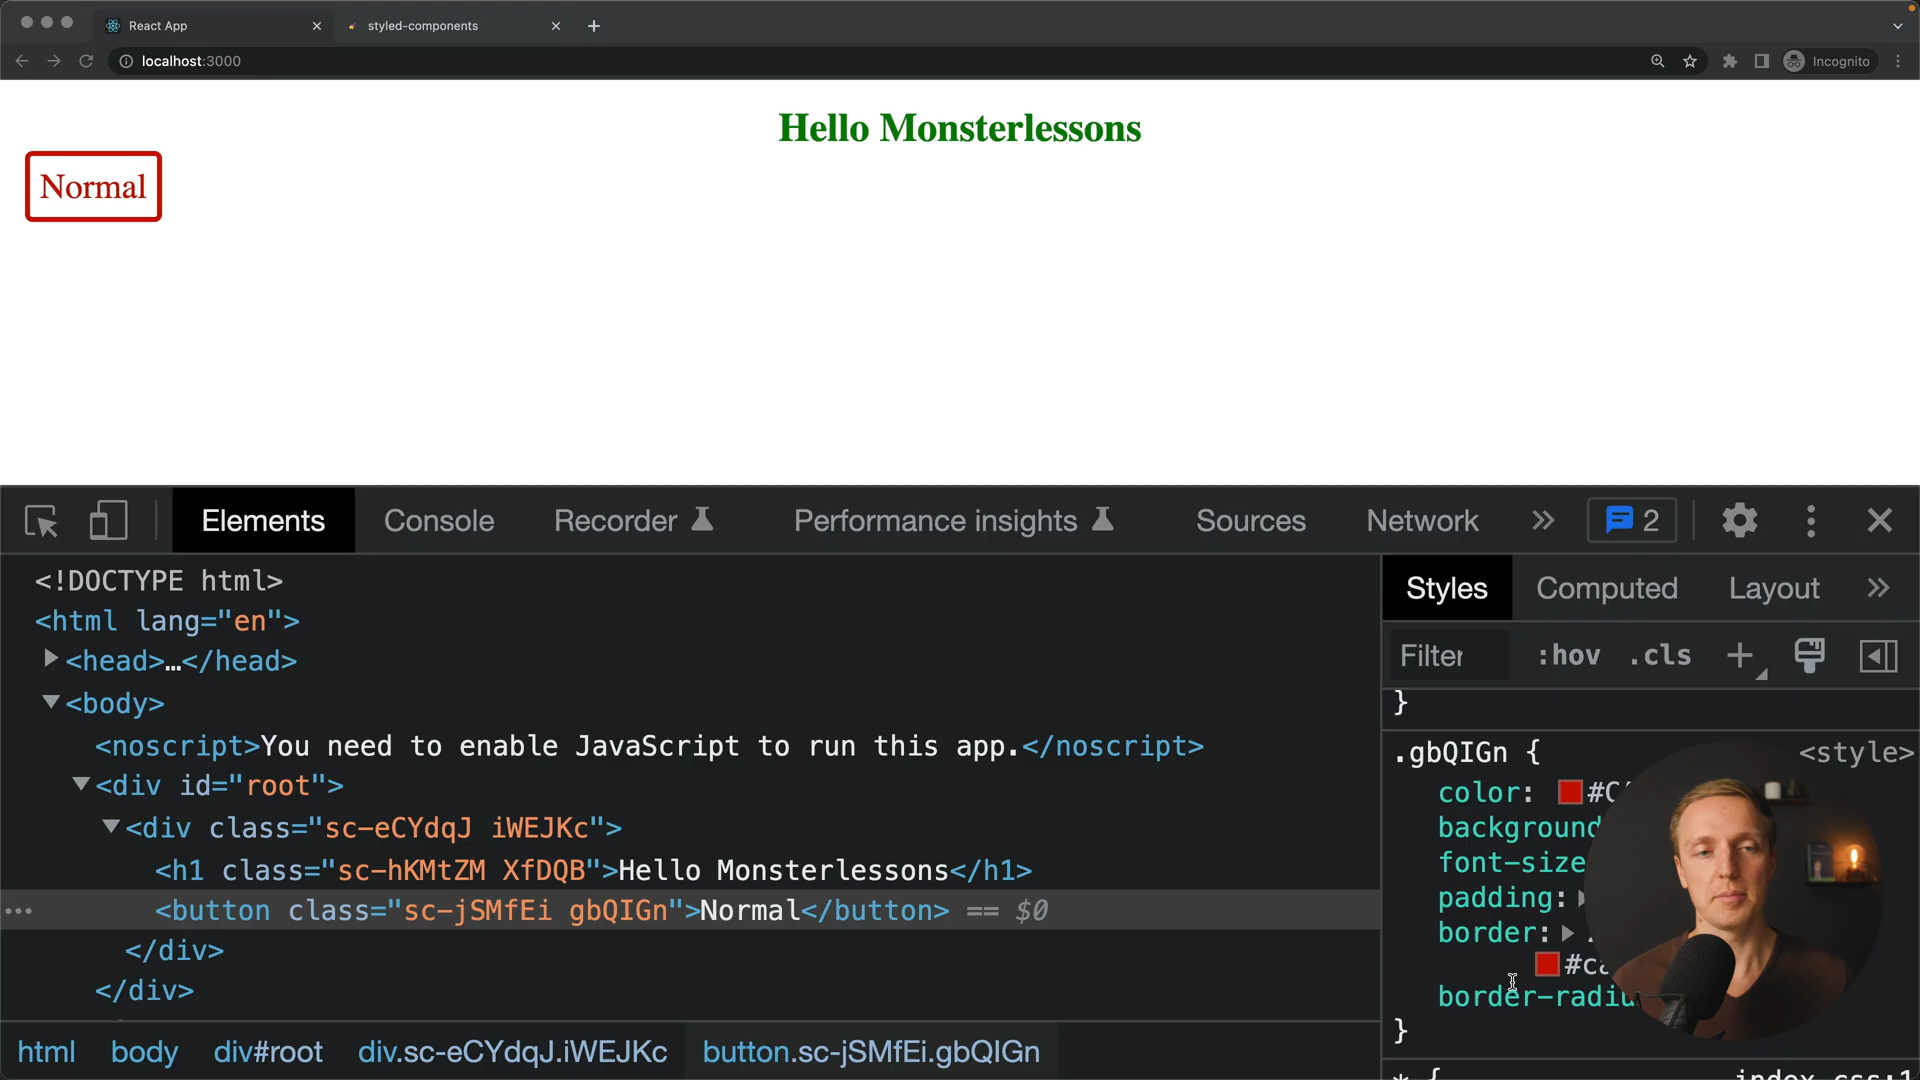 React App
styled-components
localhost:3000
Incognito
Hello Monsterlessons
Normal
Elements
Console
Recorder
Performance insights
Sources
Network
2
<!DOCTYPE html>
<html lang="en">
<head>…</head>
<body>
<noscript>You need to enable JavaScript to run this app.</noscript>
<div id="root">
<div class="sc-eCYdqJ iWEJKc">
<h1 class="sc-hKMtZM XfDQB">Hello Monsterlessons</h1>
<button class="sc-jSMfEi gbQIGn">Normal</button> == $0
</div>
</div>
html
body
div#root
div.sc-eCYdqJ.iWEJKc
button.sc-jSMfEi.gbQIGn
Styles
Computed
Layout
Filter
:hov
.cls
}
.gbQIGn {
<style>
color:
background
font-size
padding:
border:
}